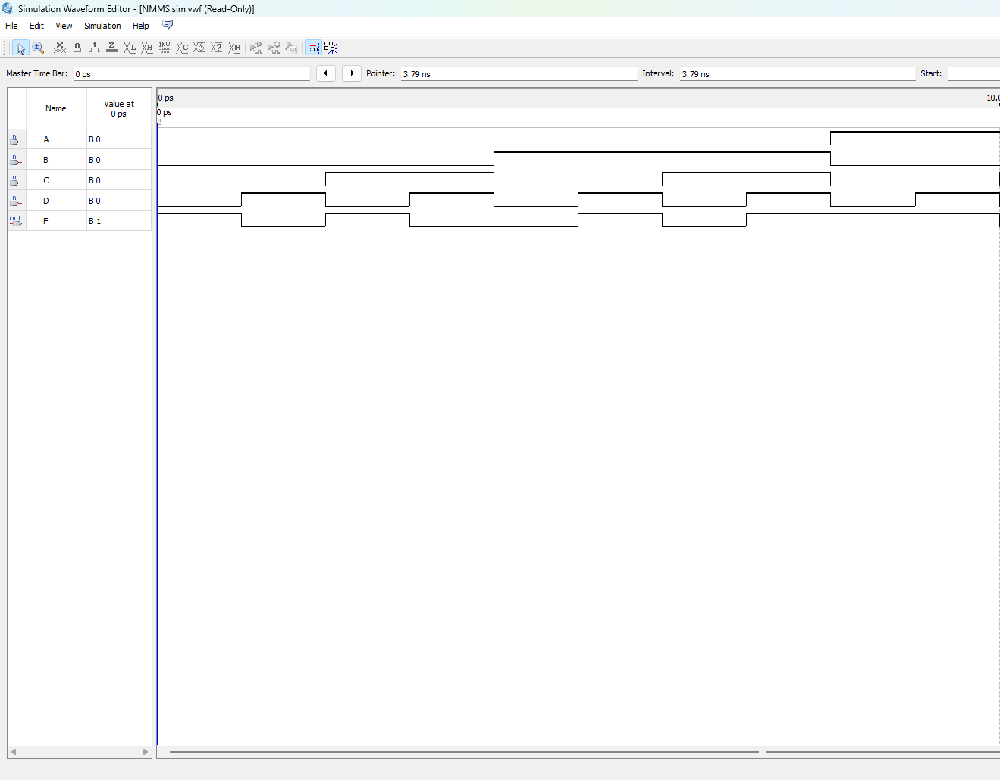 Simulation Waveform Editor - [NMMS.sim.vwf (Read-Only)]
File Edit View Simulation Help
Master Time Bar: 0 ps Pointer: 3.79 ns Interval: 3.79 ns Start:
Name Value at 0 ps
0 ps 10.0
0 ps
in A B 0
in B B 0
in C B 0
in D B 0
out F B 1